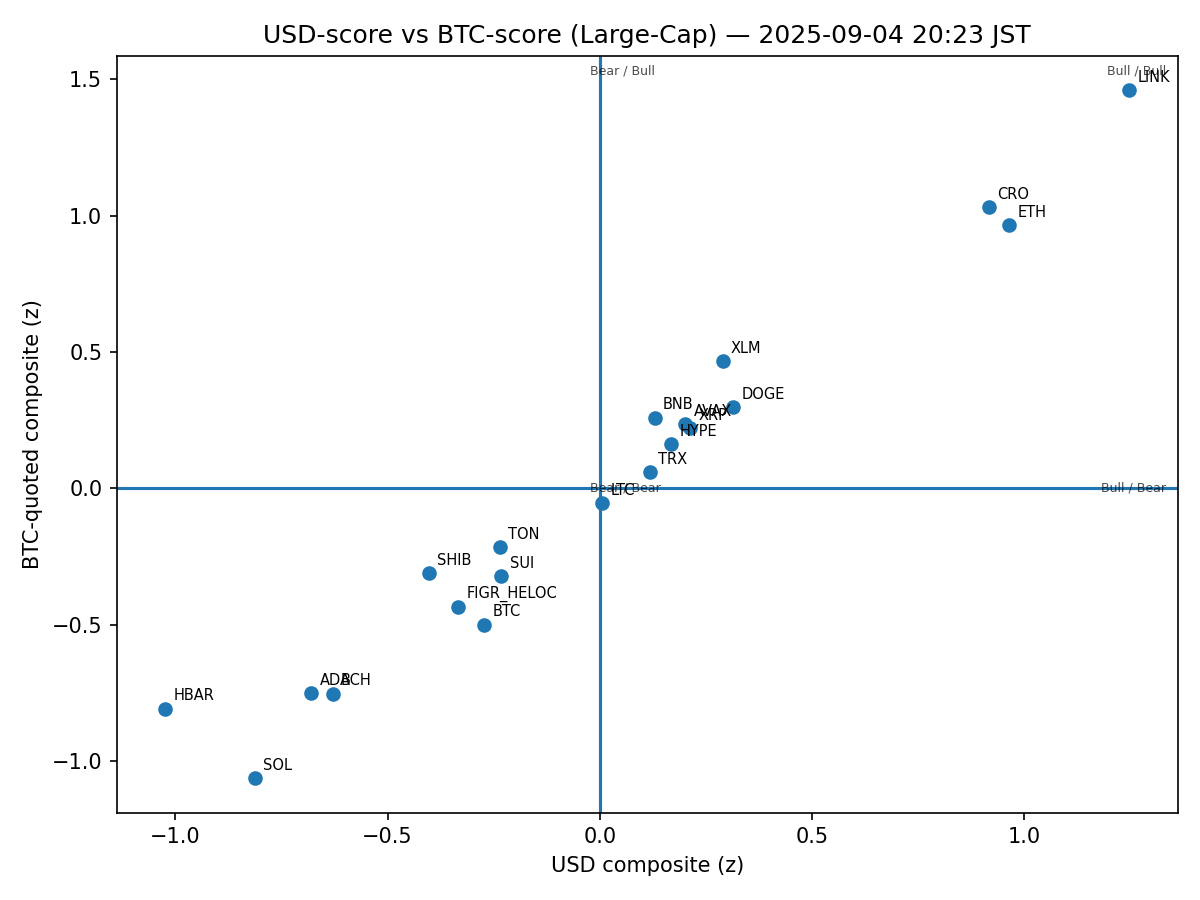 USD-score vs BTC-score (Large-Cap) — 2025-09-04 20:23 JST
Bear / Bull
Bull / Bull
LINK
1.5
CRO
1.0
ETH
BTC-quoted composite (z)
0.5
XLM
DOGE
BNB
AVAX
XRP
HYPE
TRX
0.0
Bear / Bear
LTC
Bull / Bear
TON
SHIB
SUI
FIGR_HELOC
−0.5
BTC
HBAR
ADA
BCH
−1.0
SOL
−1.0
−0.5
0.0
0.5
1.0
USD composite (z)